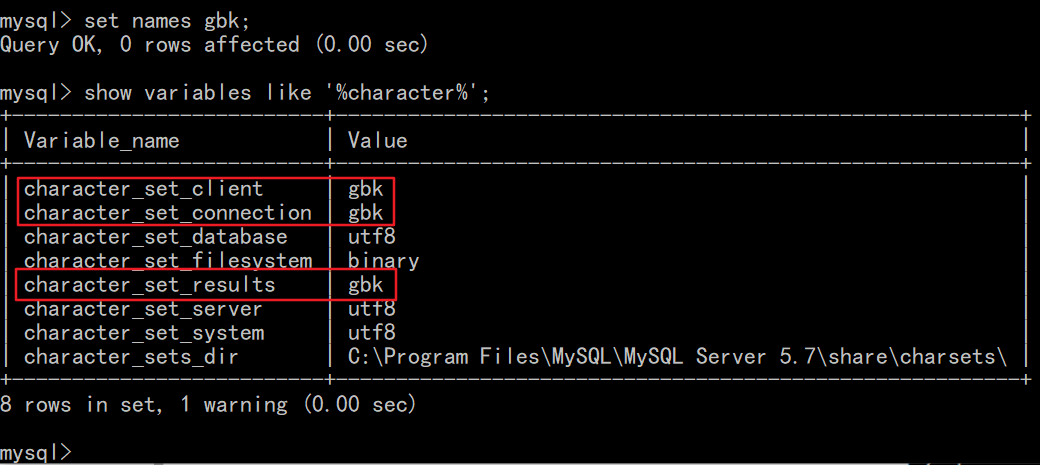 mysql> set names gbk;
Query OK, 0 rows affected (0.00 sec)
mysql> show variables like '%character%';
+--------------------------+---------------------------------------------------------+
| Variable_name | Value |
+--------------------------+---------------------------------------------------------+
| character_set_client | gbk |
| character_set_connection | gbk |
| character_set_database | utf8 |
| character_set_filesystem | binary |
| character_set_results | gbk |
| character_set_server | utf8 |
| character_set_system | utf8 |
| character_sets_dir | C:\Program Files\MySQL\MySQL Server 5.7\share\charsets\ |
+--------------------------+---------------------------------------------------------+
8 rows in set, 1 warning (0.00 sec)
mysql>